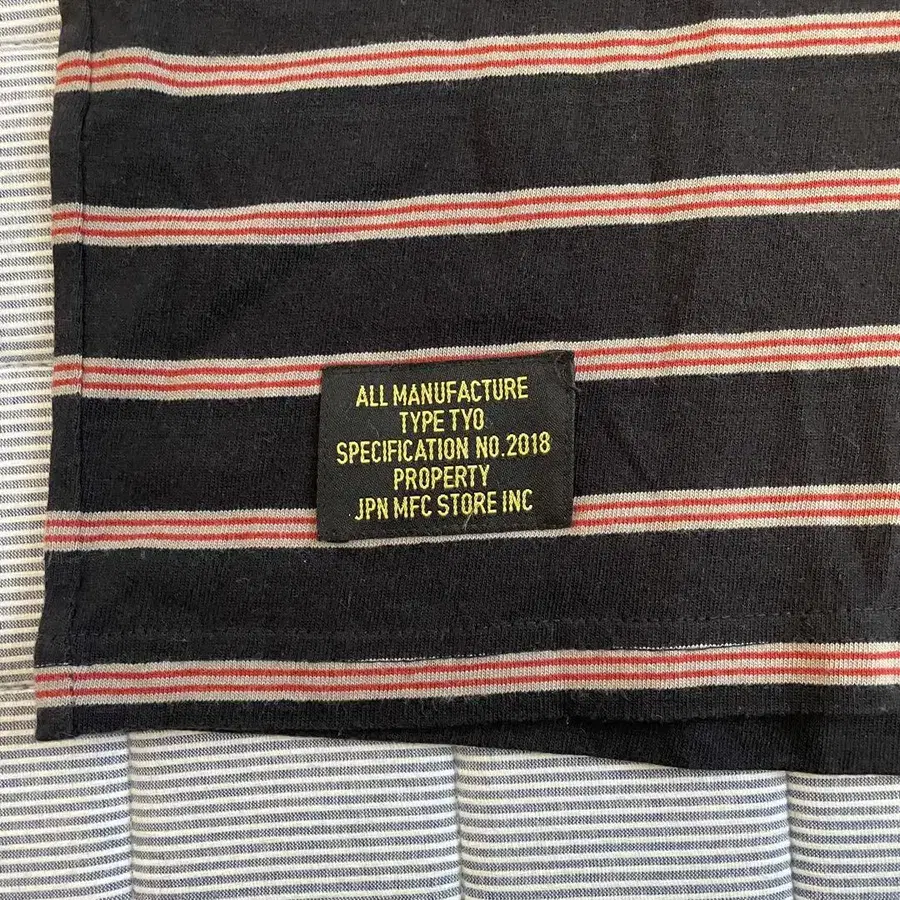 ALL MANUFACTURE
TYPE TYO
SPECIFICATION NO.2018
PROPERTY
JPN MFC STORE INC